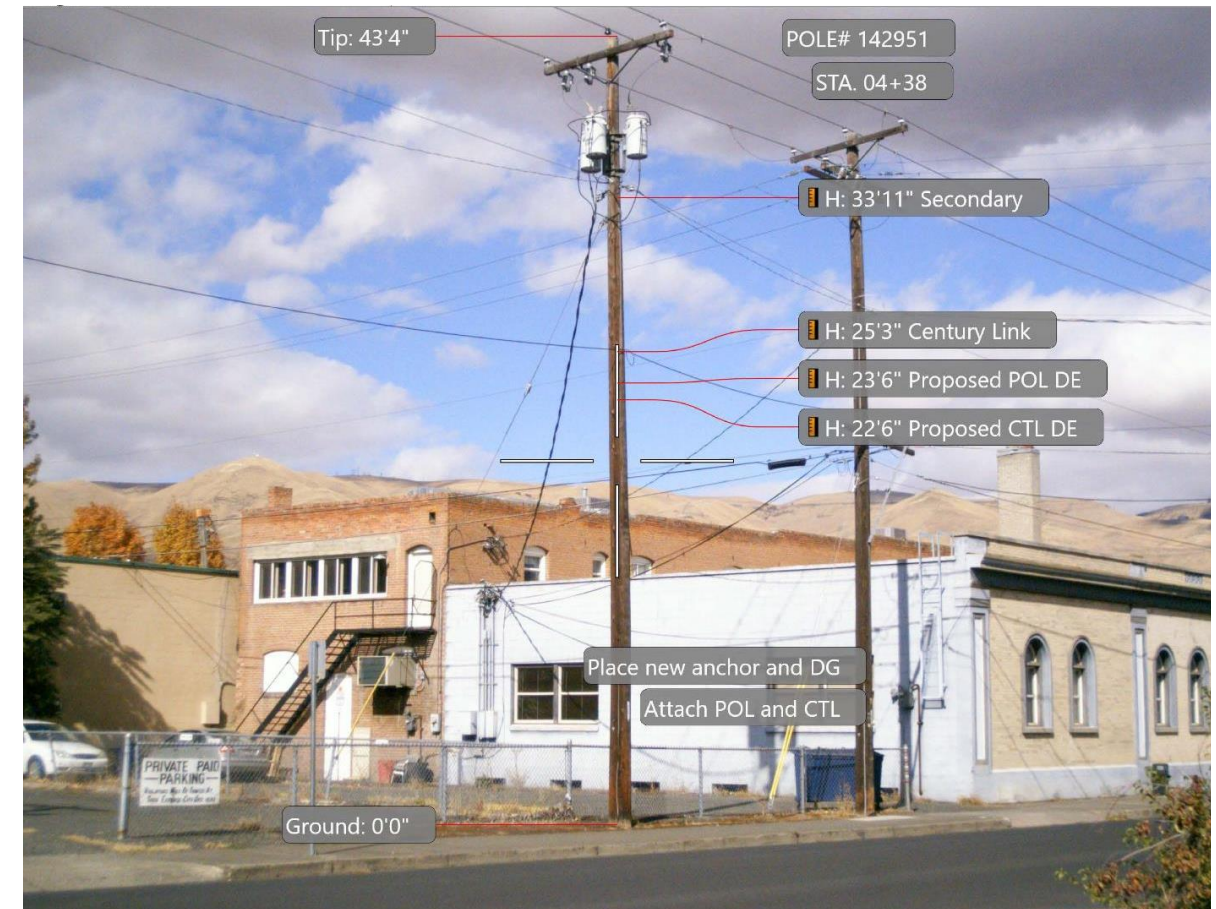 Tip: 43'4"
POLE# 142951
STA. 04+38
H: 33'11" Secondary
H: 25'3" Century Link
H: 23'6" Proposed POL DE
H: 22'6" Proposed CTL DE
Place new anchor and DG
Attach POL and CTL
PRIVATE PAID
PARKING
Ground: 0'0"